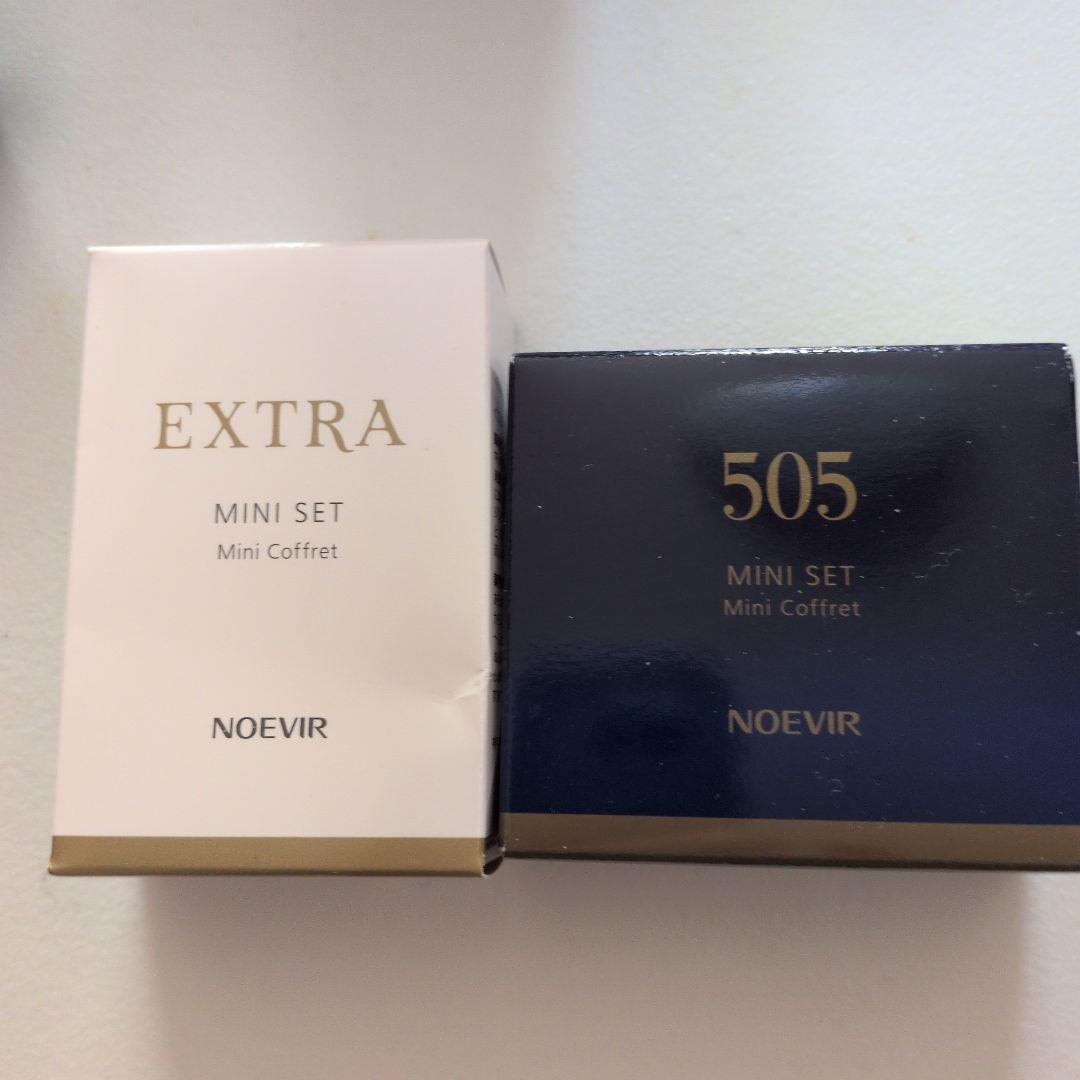 EXTRA
MINI SET
Mini Coffret
NOEVIR
505
MINI SET
Mini Coffret
NOEVIR